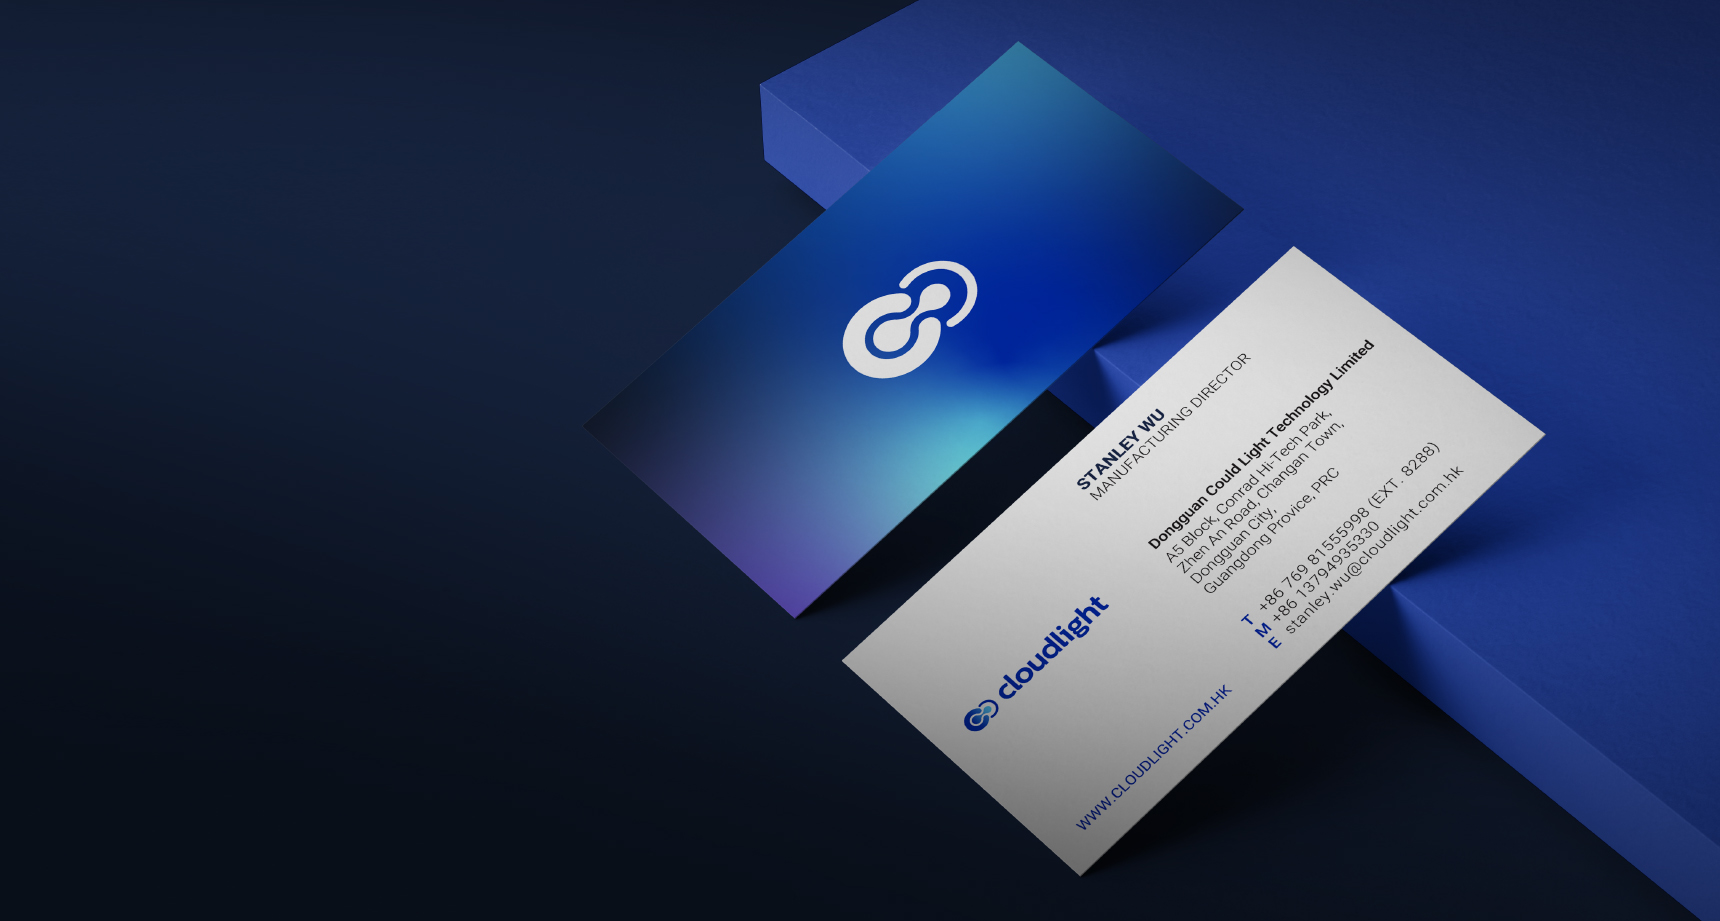 STANLEY WU
MANUFACTURING DIRECTOR
Dongguan Could Light Technology Limited
A5 Block, Conrad Hi-Tech Park,
Zhen An Road, Changan Town,
Dongguan City,
Guangdong Provice, PRC
T +86 769 81555998 (EXT. 8288)
M +86 13794935330
E stanley.wu@cloudlight.com.hk
cloudlight
WWW.CLOUDLIGHT.COM.HK